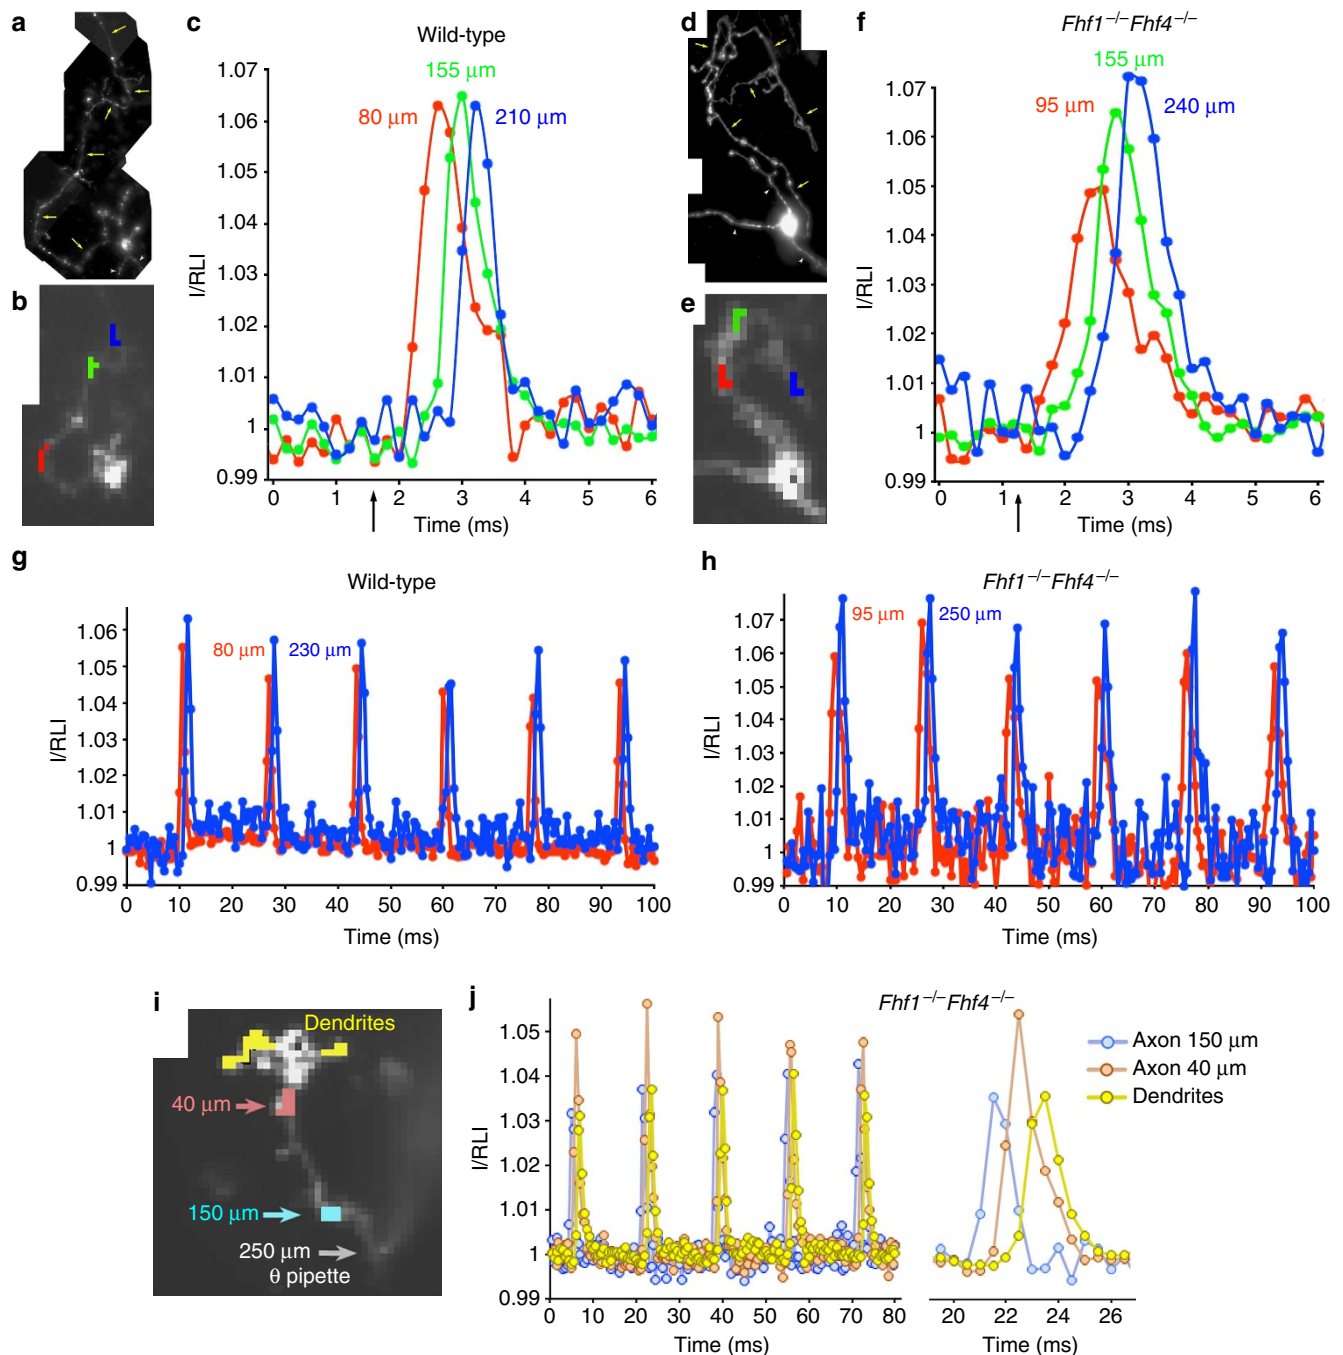 a
b
c
Wild-type
155 µm
80 µm
210 µm
I/RLI
1.07
1.06
1.05
1.04
1.03
1.02
1.01
1
0.99
0 1 2 3 4 5 6
Time (ms)
d
e
f
Fhf1–/–Fhf4–/–
155 µm
95 µm
240 µm
I/RLI
1.07
1.06
1.05
1.04
1.03
1.02
1.01
1
0.99
0 1 2 3 4 5 6
Time (ms)
g
Wild-type
80 µm
230 µm
I/RLI
1.06
1.05
1.04
1.03
1.02
1.01
1
0.99
0 10 20 30 40 50 60 70 80 90 100
Time (ms)
h
Fhf1–/–Fhf4–/–
95 µm
250 µm
I/RLI
1.07
1.06
1.05
1.04
1.03
1.02
1.01
1
0.99
0 10 20 30 40 50 60 70 80 90 100
Time (ms)
i
Dendrites
40 µm
150 µm
250 µm
θ pipette
j
Fhf1–/–Fhf4–/–
I/RLI
1.05
1.04
1.03
1.02
1.01
1
0.99
0 10 20 30 40 50 60 70 80
Time (ms)
20 22 24 26
Time (ms)
Axon 150 µm
Axon 40 µm
Dendrites